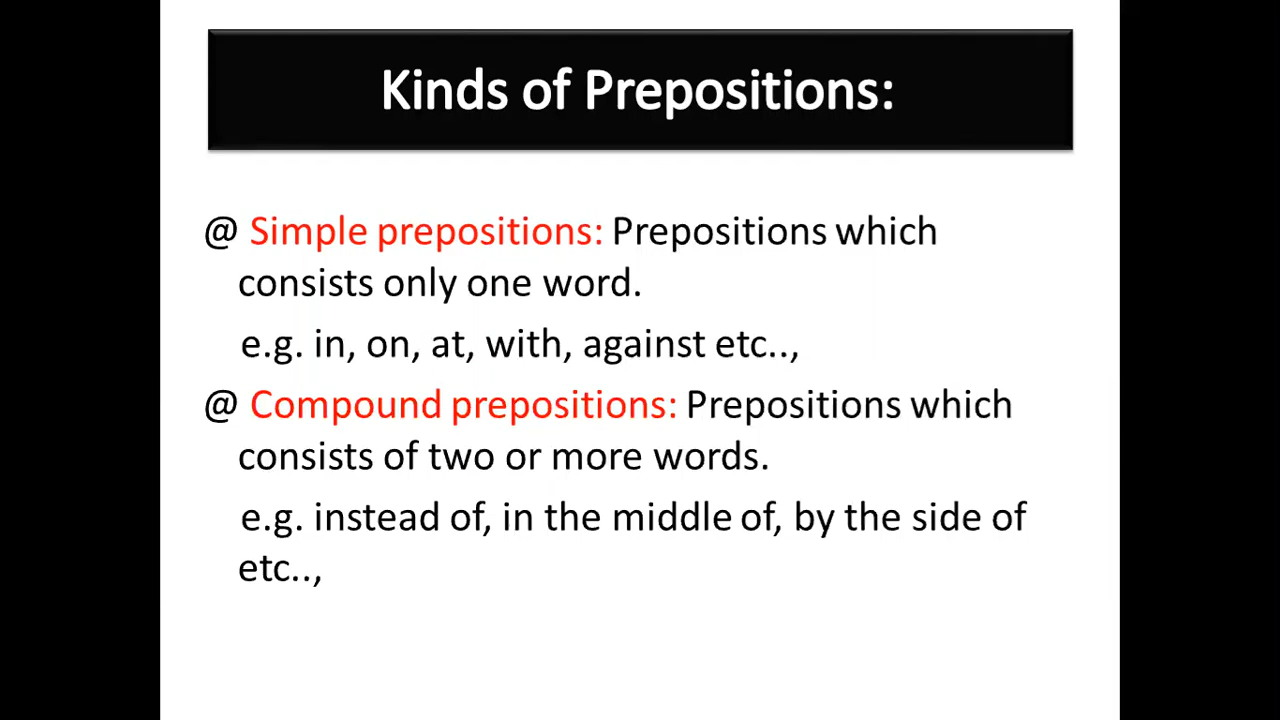 Kinds of Prepositions:
@ Simple prepositions: Prepositions which
consists only one word.
e.g. in, on, at, with, against etc..,
@ Compound prepositions: Prepositions which
consists of two or more words.
e.g. instead of, in the middle of, by the side of
etc..,